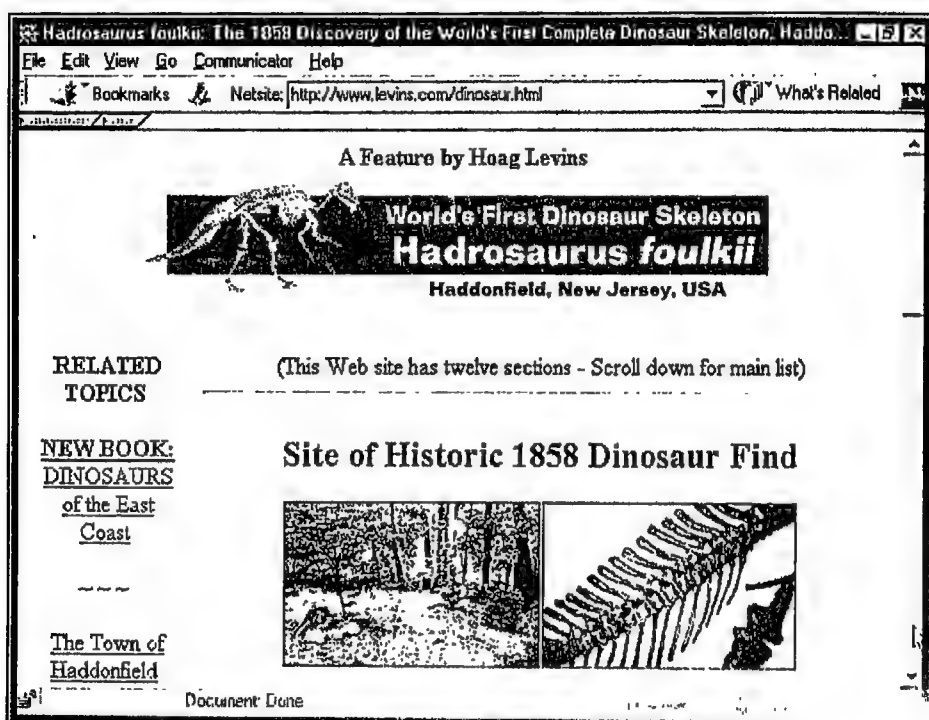 Hadrosaurus foulkii: The 1858 Discovery of the World's First Complete Dinosaur Skeleton, Haddo...
File Edit View Go Communicator Help
Bookmarks Netsite: http://www.levins.com/dinosaur.html What's Related N
A Feature by Hoag Levins
World's First Dinosaur Skeleton
Hadrosaurus foulkii
Haddonfield, New Jersey, USA
RELATED
TOPICS
(This Web site has twelve sections - Scroll down for main list)
NEW BOOK:
DINOSAURS
of the East
Coast
~~~
The Town of
Haddonfield
Site of Historic 1858 Dinosaur Find
Document: Done